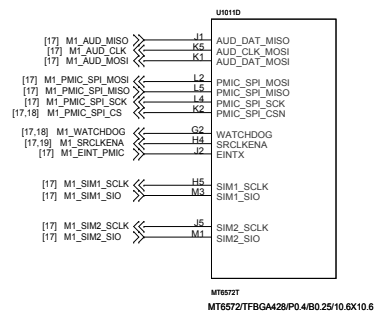 U1011D
[17] M1_AUD_MISO J1 AUD_DAT_MISO
[17] M1_AUD_CLK K5 AUD_CLK_MOSI
[17] M1_AUD_MOSI K1 AUD_DAT_MOSI
[17] M1_PMIC_SPI_MOSI L2 PMIC_SPI_MOSI
[17] M1_PMIC_SPI_MISO L5 PMIC_SPI_MISO
[17] M1_PMIC_SPI_SCK L4 PMIC_SPI_SCK
[17,18] M1_PMIC_SPI_CS K2 PMIC_SPI_CSN
[17,18] M1_WATCHDOG G2 WATCHDOG
[17,19] M1_SRCLKENA H4 SRCLKENA
[17] M1_EINT_PMIC J2 EINTX
[17] M1_SIM1_SCLK H5 SIM1_SCLK
[17] M1_SIM1_SIO M3 SIM1_SIO
[17] M1_SIM2_SCLK J5 SIM2_SCLK
[17] M1_SIM2_SIO M1 SIM2_SIO
MT6572T
MT6572/TFBGA428/P0.4/B0.25/10.6X10.6